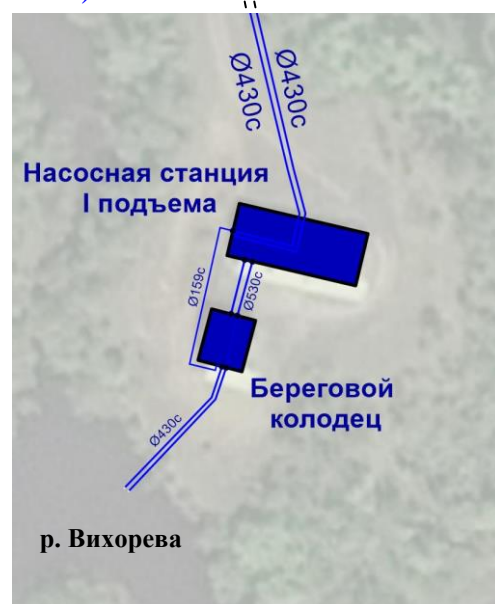 Ø430с
Ø430с
Насосная станция
I подъема
Ø159с
Ø530с
Береговой
колодец
Ø430с
р. Вихорева